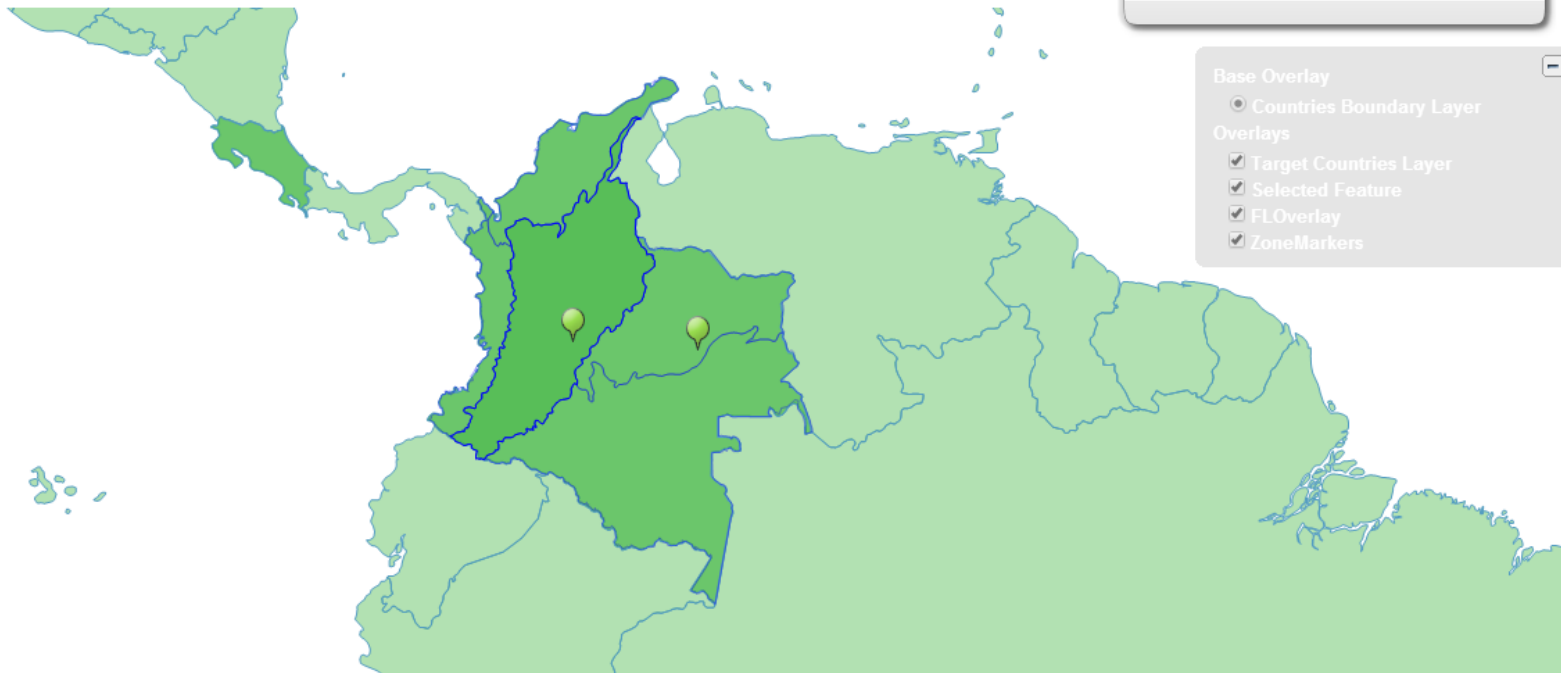 Base Overlay
Countries Boundary Layer
Overlays
Target Countries Layer
Selected Feature
FLOverlay
ZoneMarkers